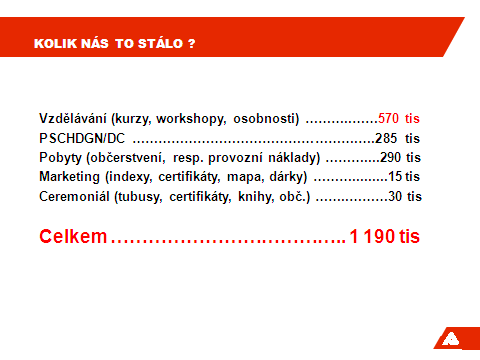 KOLIK NÁS TO STÁLO ?
Vzdělávání (kurzy, workshopy, osobnosti) ……………570 tis
PSCHDGN/DC ………………………………………………..285 tis
Pobyty (občerstvení, resp. provozní náklady) …………..290 tis
Marketing (indexy, certifikáty, mapa, dárky) ……………….15 tis
Ceremoniál (tubusy, certifikáty, knihy, obč.) ………………30 tis
Celkem ……………………………….. 1 190 tis